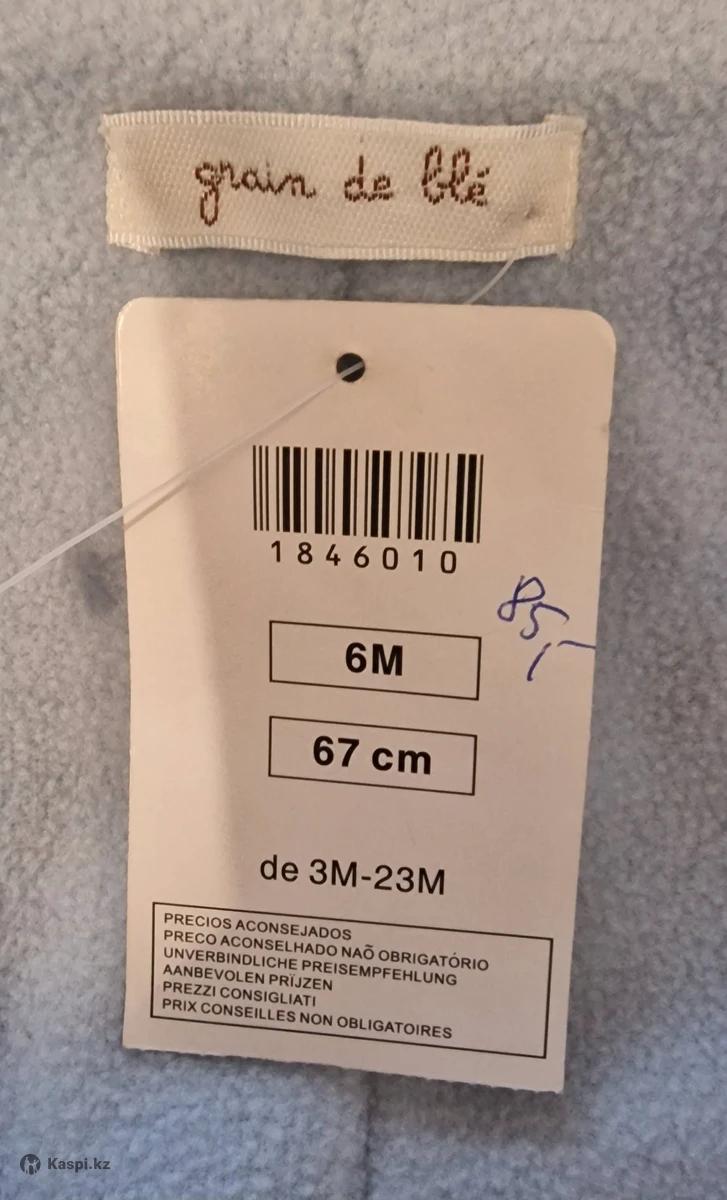 grain de blé
1846010
85,-
6M
67 cm
de 3M-23M
PRECIOS ACONSEJADOS
PRECO ACONSELHADO NAÕ OBRIGATÓRIO
UNVERBINDLICHE PREISEMPFEHLUNG
AANBEVOLEN PRÏJZEN
PREZZI CONSIGLIATI
PRIX CONSEILLES NON OBLIGATOIRES
Kaspi.kz